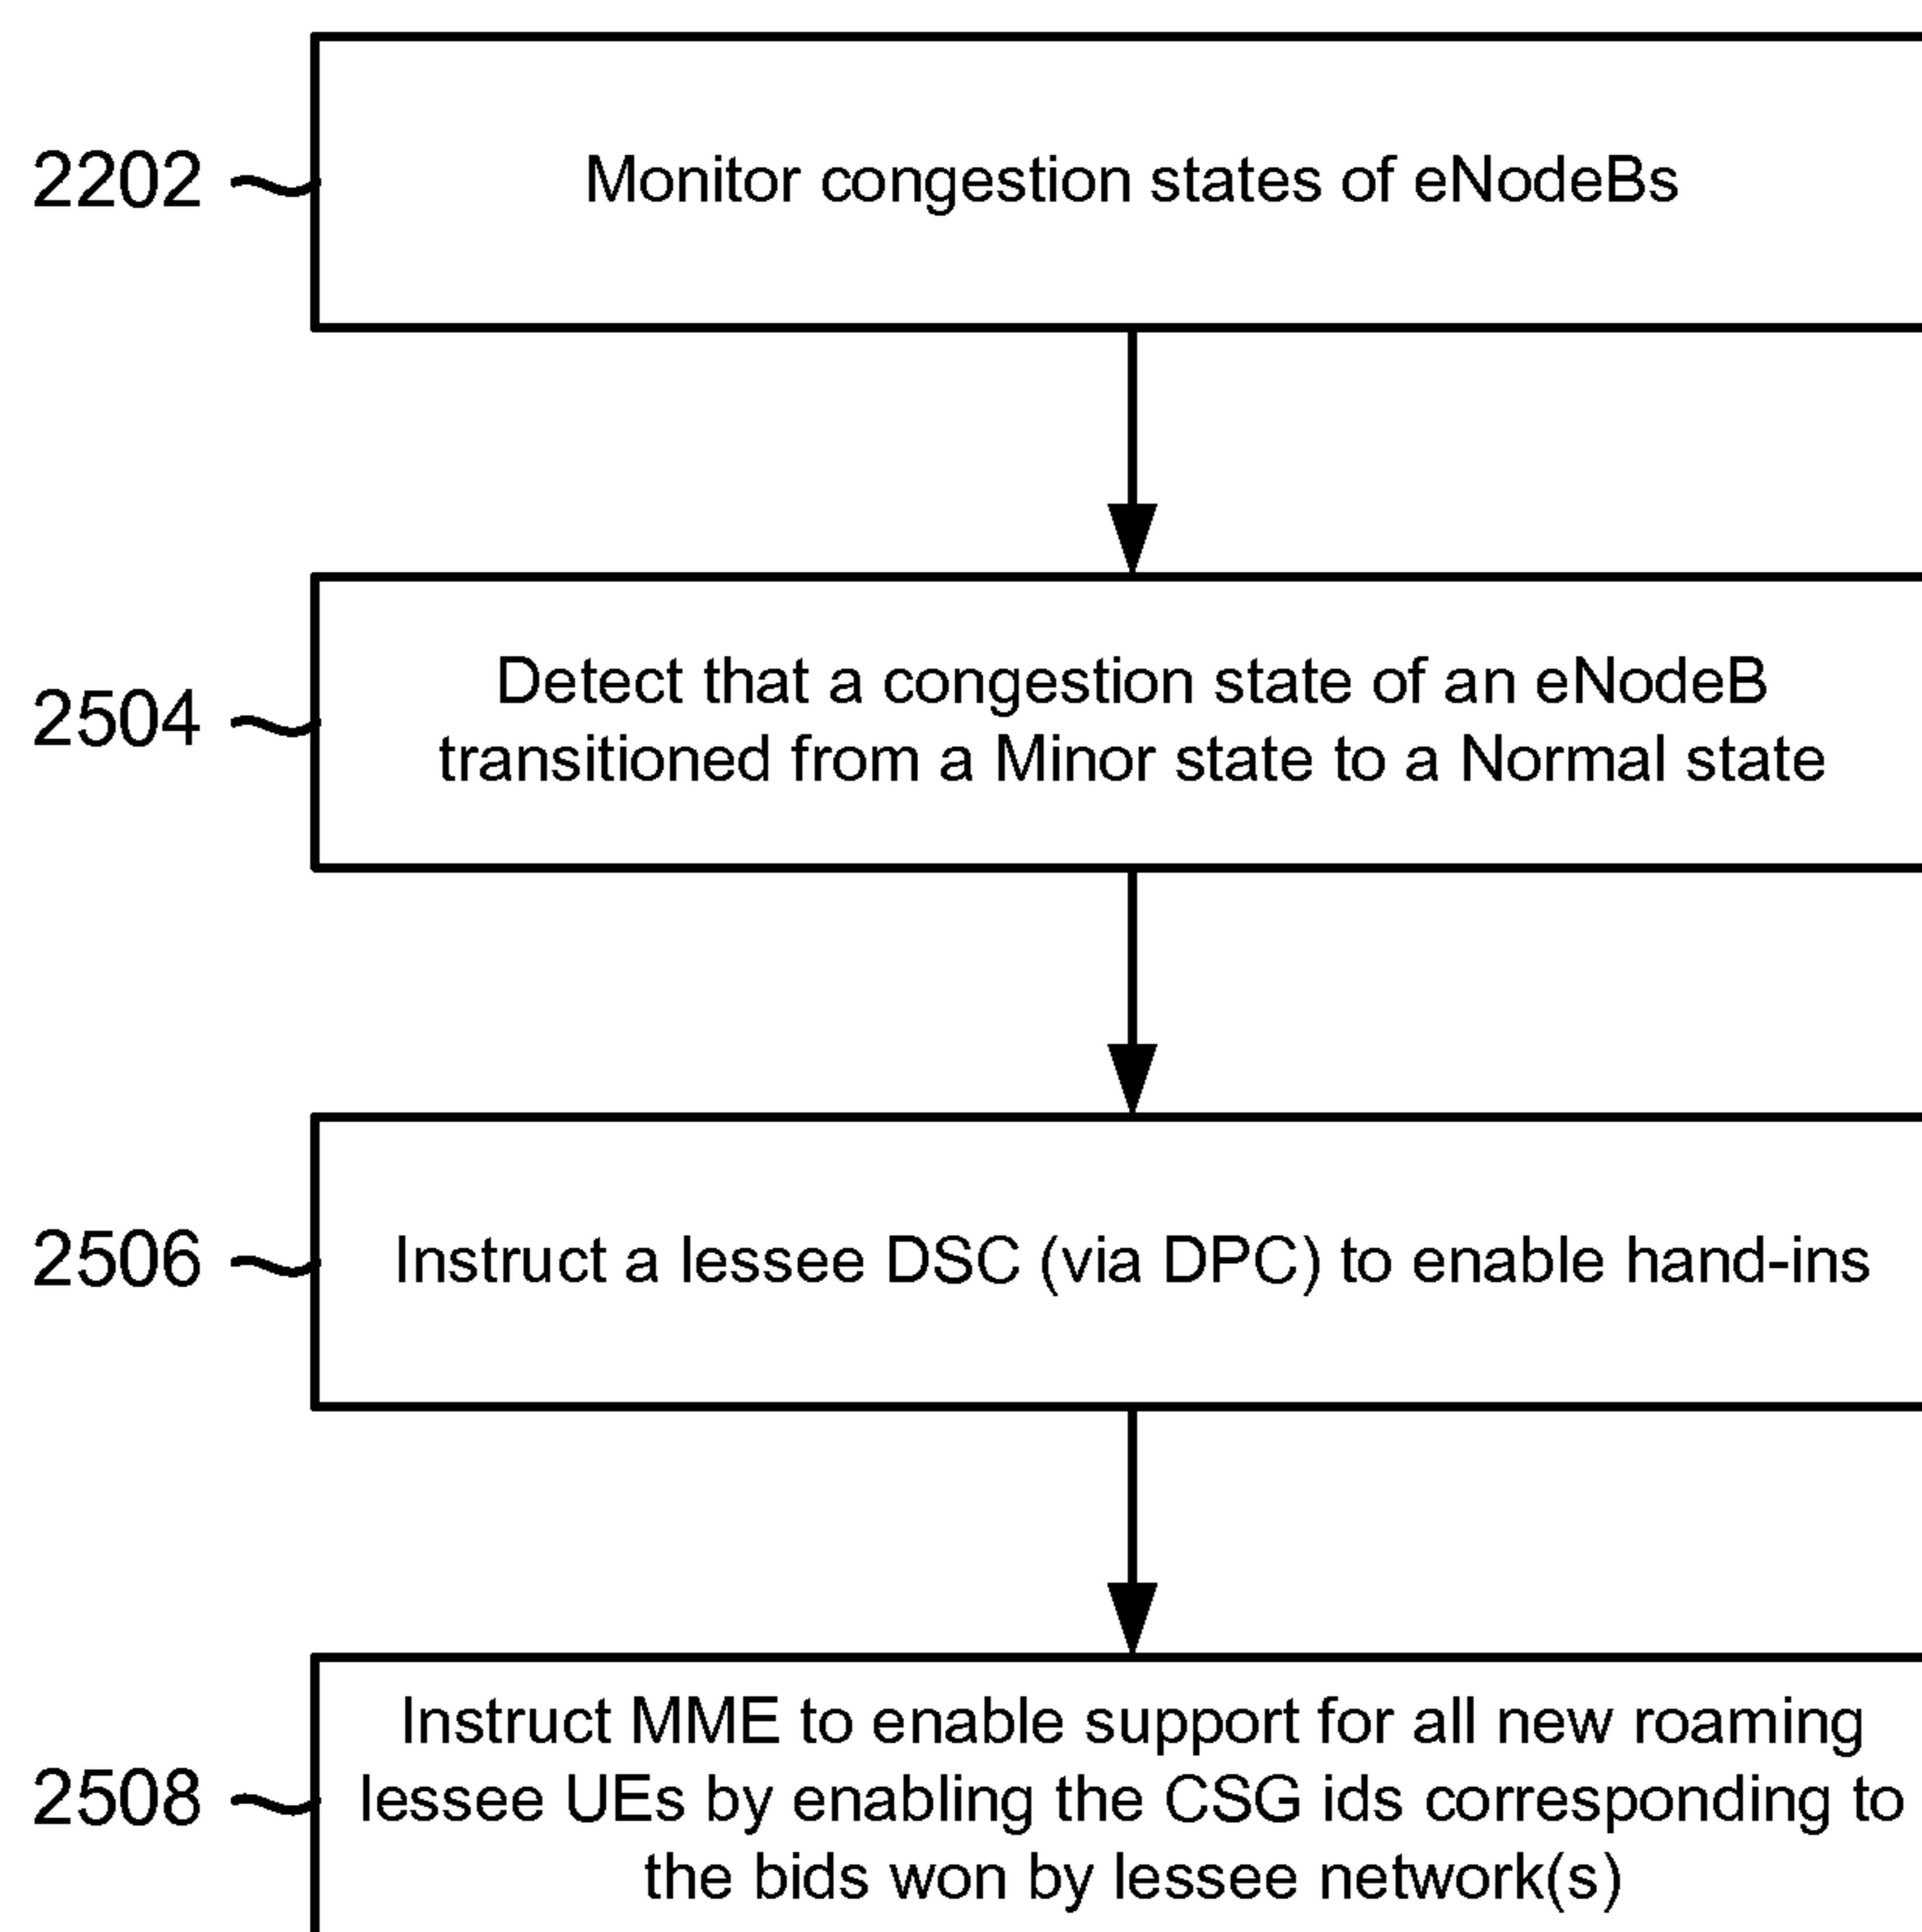 2202
Monitor congestion states of eNodeBs
2504
Detect that a congestion state of an eNodeB
transitioned from a Minor state to a Normal state
2506
Instruct a lessee DSC (via DPC) to enable hand-ins
2508
Instruct MME to enable support for all new roaming
lessee UEs by enabling the CSG ids corresponding to
the bids won by lessee network(s)